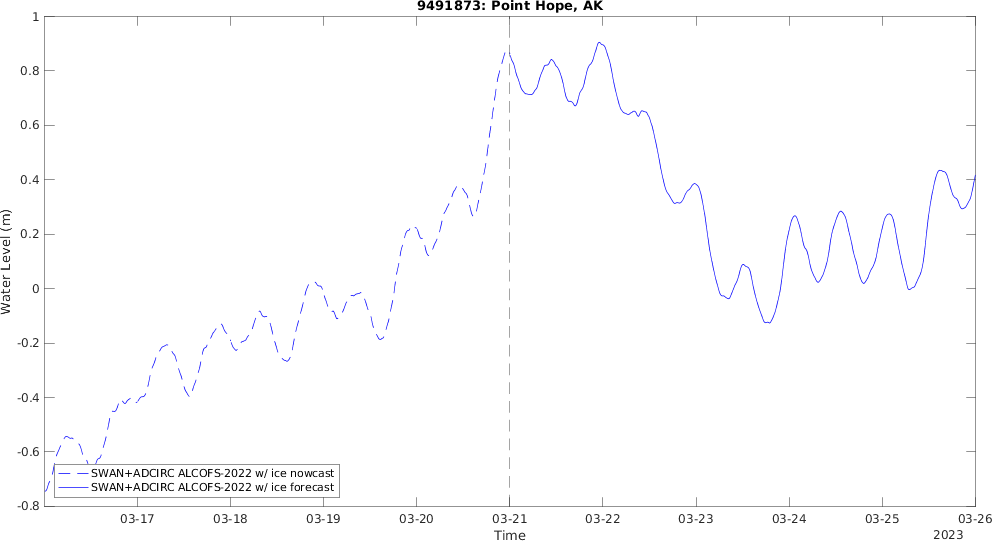 9491873: Point Hope, AK
1
0.8
0.6
0.4
0.2
0
-0.2
-0.4
-0.6
-0.8
Water Level (m)
SWAN+ADCIRC ALCOFS-2022 w/ ice nowcast
SWAN+ADCIRC ALCOFS-2022 w/ ice forecast
03-17 03-18 03-19 03-20 03-21 03-22 03-23 03-24 03-25 03-26
Time
2023